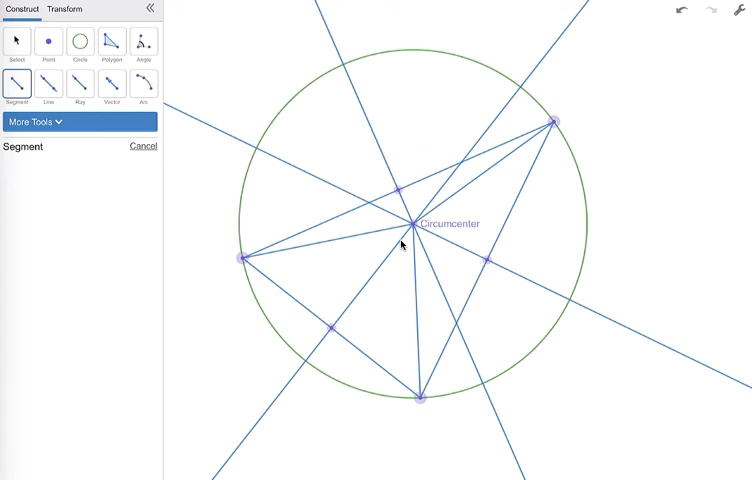 Construct Transform
Select Point Circle Polygon Angle
Segment Line Ray Vector Arc
More Tools
Segment Cancel
Circumcenter